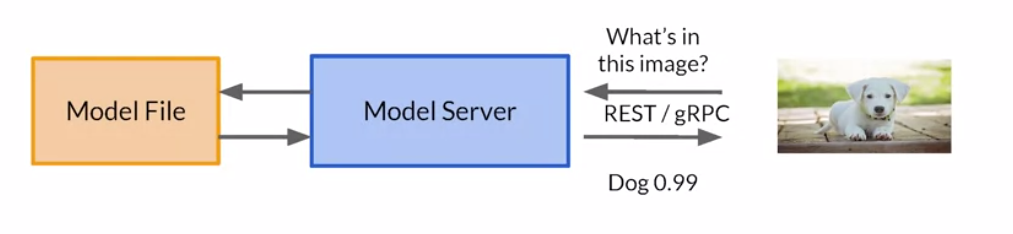 Model File
Model Server
What's in
this image?
REST / gRPC
Dog 0.99